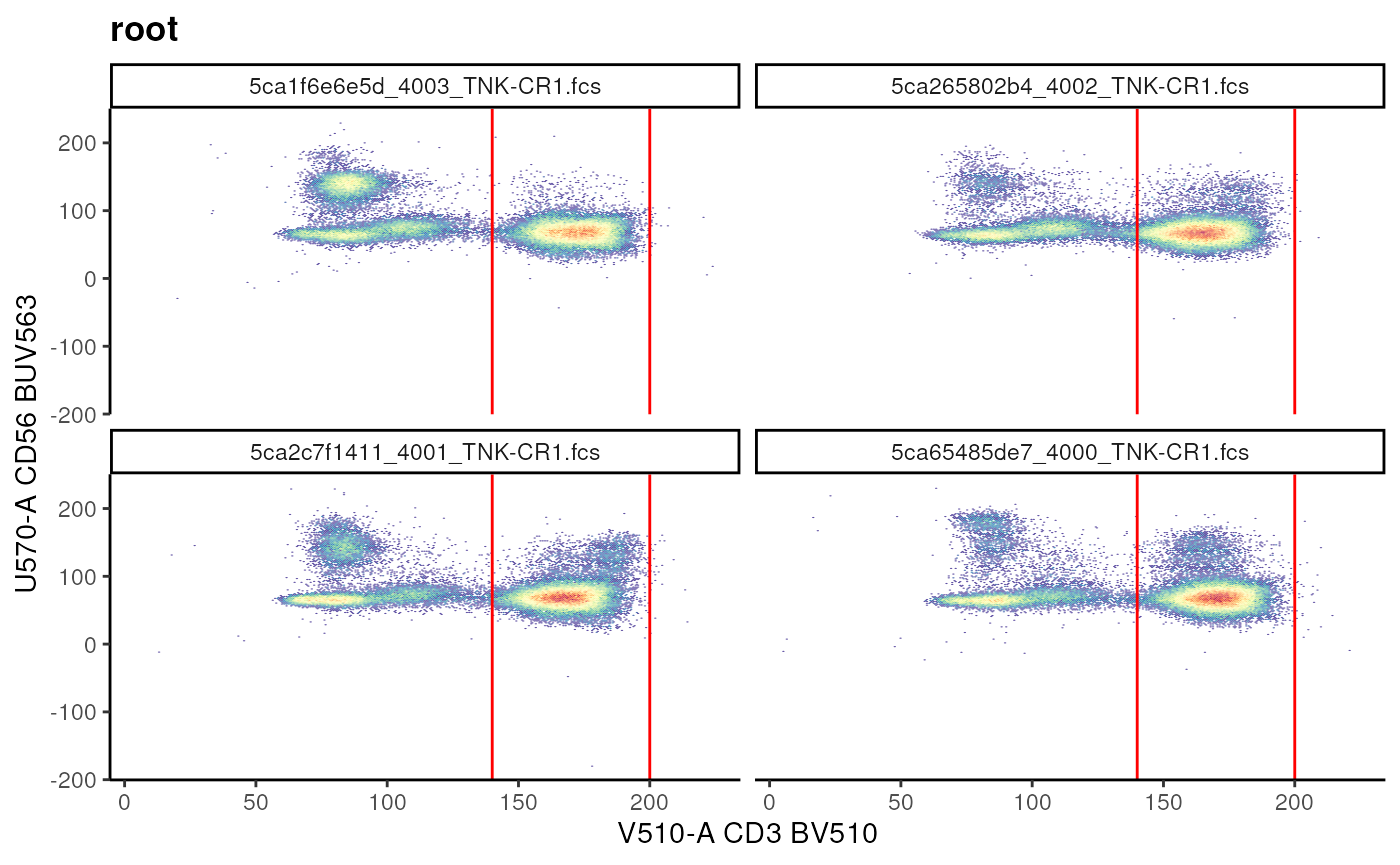 root
5ca1f6e6e5d_4003_TNK-CR1.fcs
5ca265802b4_4002_TNK-CR1.fcs
200
100
0
-100
-200
5ca2c7f1411_4001_TNK-CR1.fcs
5ca65485de7_4000_TNK-CR1.fcs
200
100
0
-100
-200
0 50 100 150 200
0 50 100 150 200
V510-A CD3 BV510
U570-A CD56 BUV563